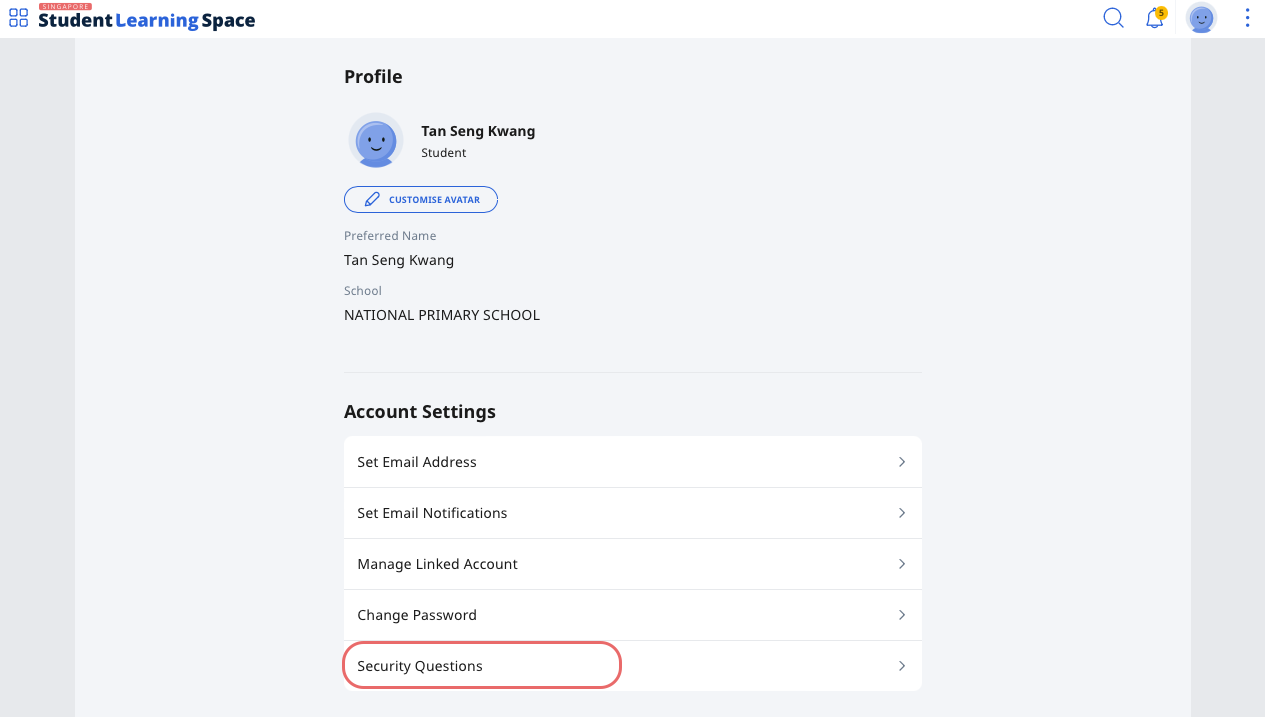 SINGAPORE
Student Learning Space
5
Profile
Tan Seng Kwang
Student
CUSTOMISE AVATAR
Preferred Name
Tan Seng Kwang
School
NATIONAL PRIMARY SCHOOL
Account Settings
Set Email Address
Set Email Notifications
Manage Linked Account
Change Password
Security Questions